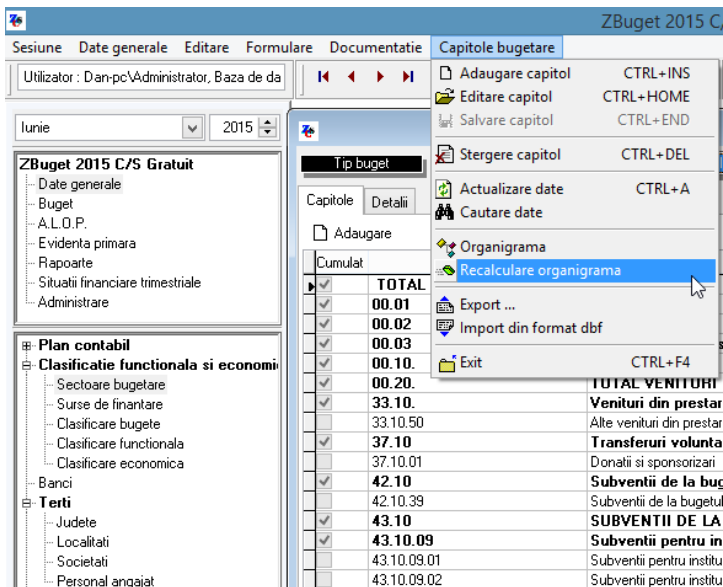 ZBuget 2015 C/
Sesiune Date generale Editare Formulare Documentatie Capitole bugetare
Utilizator : Dan-pc\Administrator, Baza de da
Adaugare capitol CTRL+INS
Editare capitol CTRL+HOME
Salvare capitol CTRL+END
Stergere capitol CTRL+DEL
Actualizare date CTRL+A
Cautare date
Organigrama
Recalculare organigrama
Export ...
Import din format dbf
Exit CTRL+F4
Iunie 2015
ZBuget 2015 C/S Gratuit
Date generale
Buget
A.L.O.P.
Evidenta primara
Rapoarte
Situatii financiare trimestriale
Administrare
Plan contabil
Clasificatie functionala si economi
Sectoare bugetare
Surse de finantare
Clasificare bugete
Clasificare functionala
Clasificare economica
Banci
Terti
Judete
Localitati
Societati
Personal angajat
Tip buget
Capitole Detalii
Adaugare
Cumulat
TOTAL
00.01
00.02
00.03
00.10.
00.20. TOTAL VENITURI
33.10. Venituri din prestar
33.10.50 Alte venituri din prestar
37.10 Transferuri volunta
37.10.01 Donatii si sponsorizari
42.10 Subventii de la bug
42.10.39 Subventii de la bugetul
43.10 SUBVENTII DE LA
43.10.09 Subventii pentru in
43.10.09.01 Subventii pentru institu
43.10.09.02 Subventii pentru institu